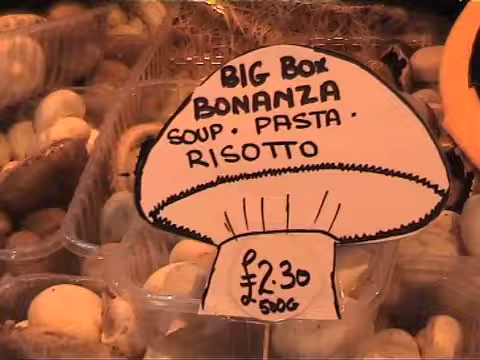 BIG BOX
BONANZA
SOUP · PASTA ·
RISOTTO
£2.30
500G